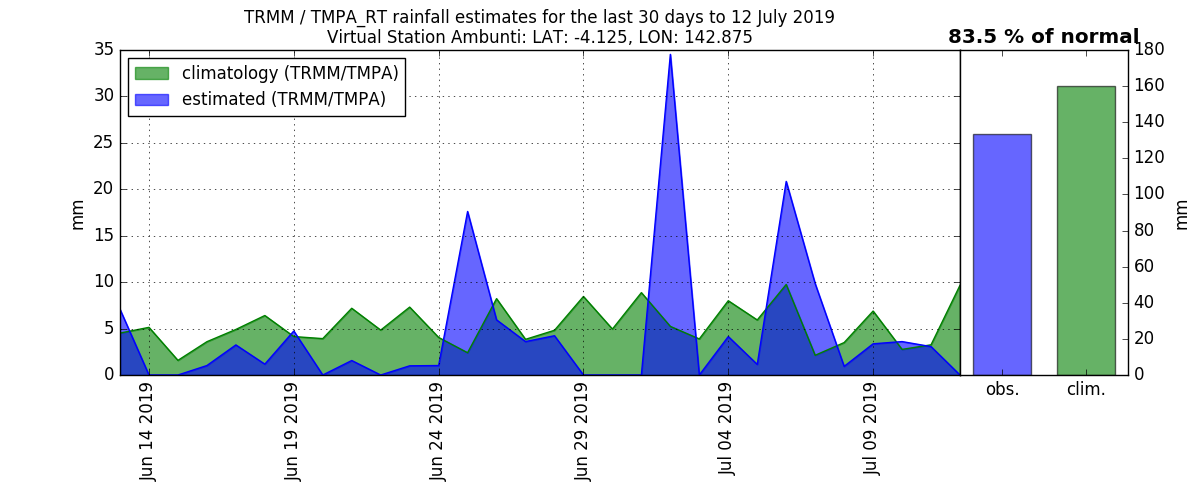 TRMM / TMPA_RT rainfall estimates for the last 30 days to 12 July 2019
Virtual Station Ambunti: LAT: -4.125, LON: 142.875
83.5 % of normal
climatology (TRMM/TMPA)
estimated (TRMM/TMPA)
35
30
25
20
15
10
5
0
mm
Jun 14 2019
Jun 19 2019
Jun 24 2019
Jun 29 2019
Jul 04 2019
Jul 09 2019
180
160
140
120
100
80
60
40
20
0
mm
obs.
clim.